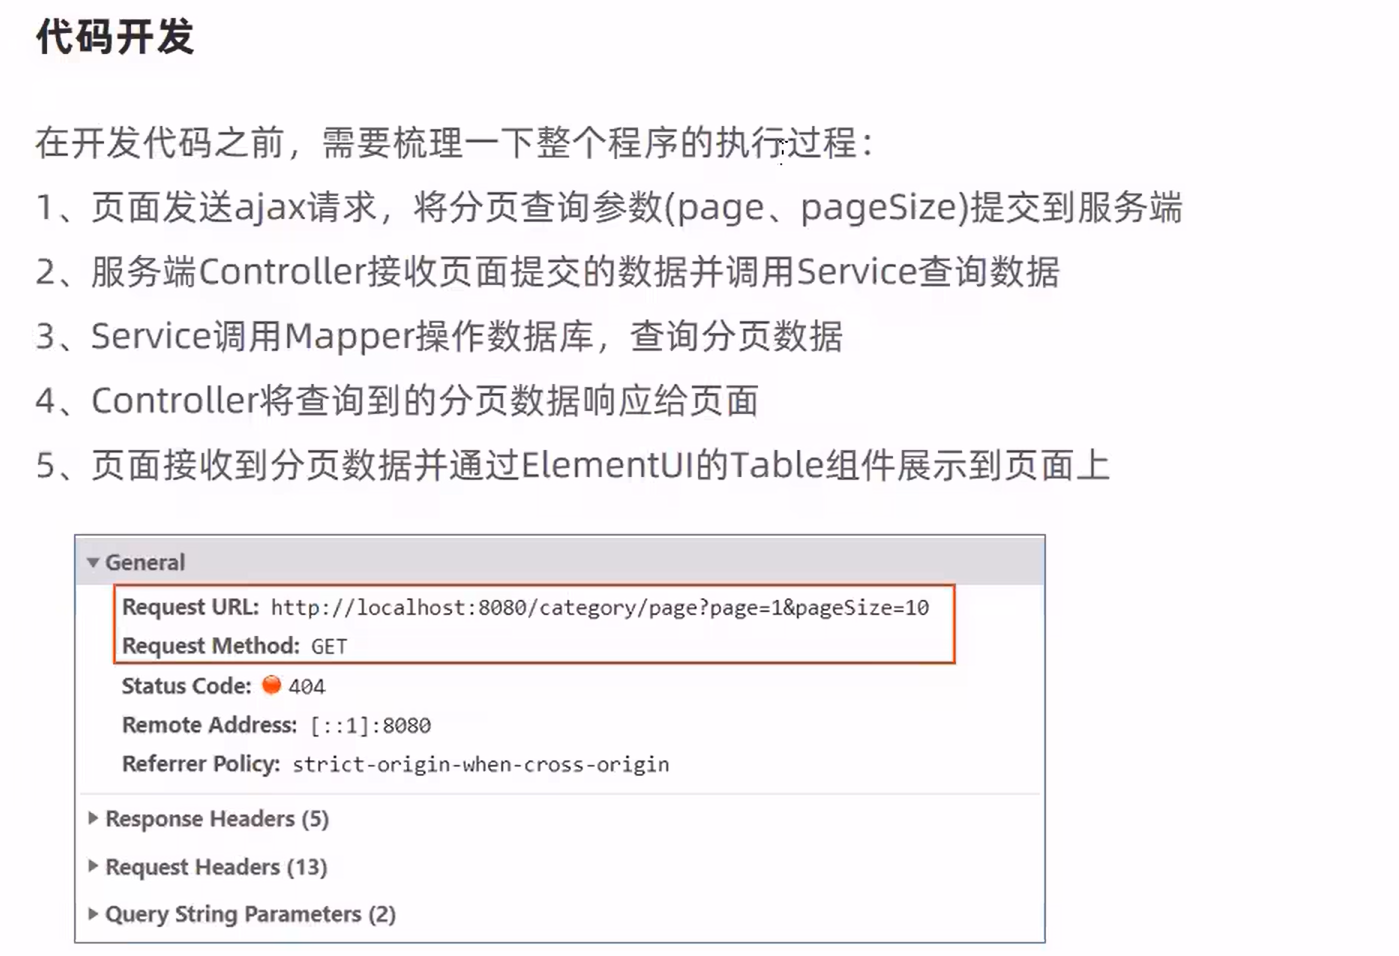 代码开发
在开发代码之前，需要梳理一下整个程序的执行过程：
1、页面发送ajax请求，将分页查询参数(page、pageSize)提交到服务端
2、服务端Controller接收页面提交的数据并调用Service查询数据
3、Service调用Mapper操作数据库，查询分页数据
4、Controller将查询到的分页数据响应给页面
5、页面接收到分页数据并通过ElementUI的Table组件展示到页面上
General
Request URL: http://localhost:8080/category/page?page=1&pageSize=10
Request Method: GET
Status Code: 404
Remote Address: [::1]:8080
Referrer Policy: strict-origin-when-cross-origin
Response Headers (5)
Request Headers (13)
Query String Parameters (2)